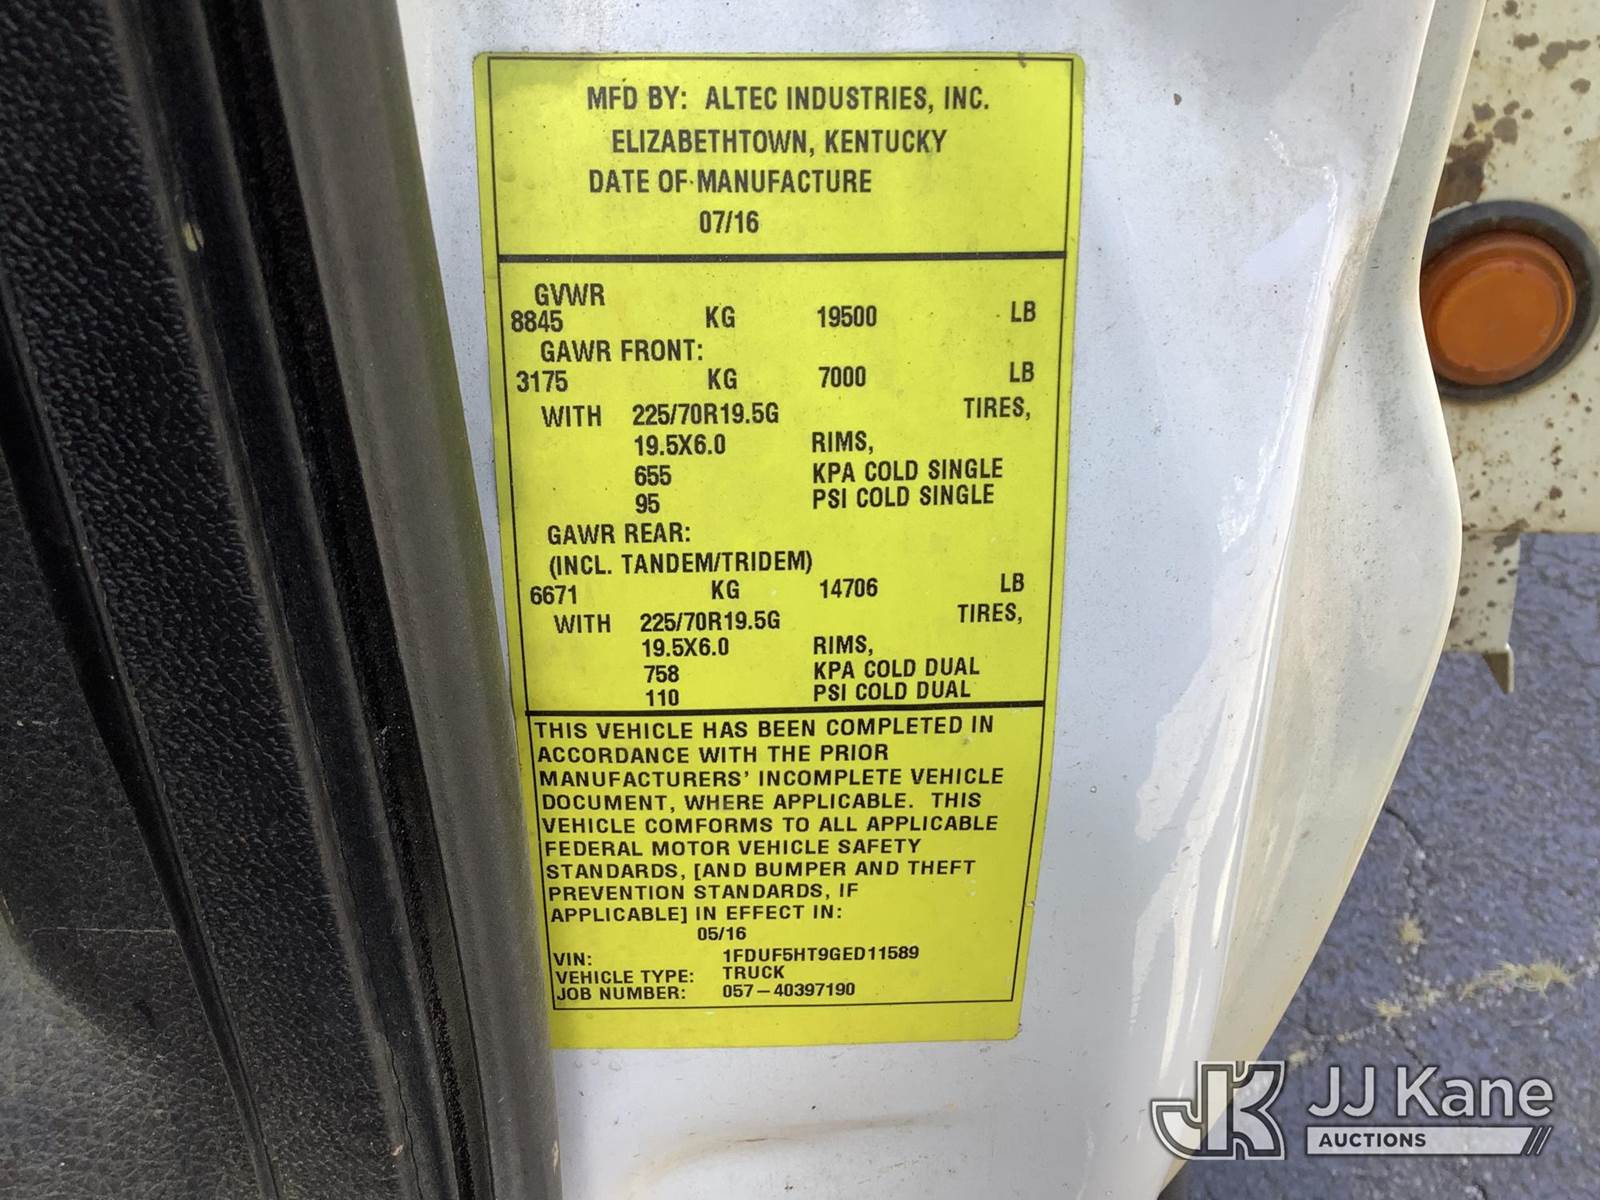 MFD BY: ALTEC INDUSTRIES, INC.
ELIZABETHTOWN, KENTUCKY
DATE OF MANUFACTURE
07/16
GVWR
8845 KG 19500 LB
GAWR FRONT:
3175 KG 7000 LB
WITH 225/70R19.5G TIRES,
19.5X6.0 RIMS,
655 KPA COLD SINGLE
95 PSI COLD SINGLE
GAWR REAR:
(INCL. TANDEM/TRIDEM)
6671 KG 14706 LB
WITH 225/70R19.5G TIRES,
19.5X6.0 RIMS,
758 KPA COLD DUAL
110 PSI COLD DUAL
THIS VEHICLE HAS BEEN COMPLETED IN
ACCORDANCE WITH THE PRIOR
MANUFACTURERS' INCOMPLETE VEHICLE
DOCUMENT, WHERE APPLICABLE. THIS
VEHICLE COMFORMS TO ALL APPLICABLE
FEDERAL MOTOR VEHICLE SAFETY
STANDARDS, [AND BUMPER AND THEFT
PREVENTION STANDARDS, IF
APPLICABLE] IN EFFECT IN:
05/16
VIN: 1FDUF5HT9GED11589
VEHICLE TYPE: TRUCK
JOB NUMBER: 057-40397190
JK JJ Kane
AUCTIONS